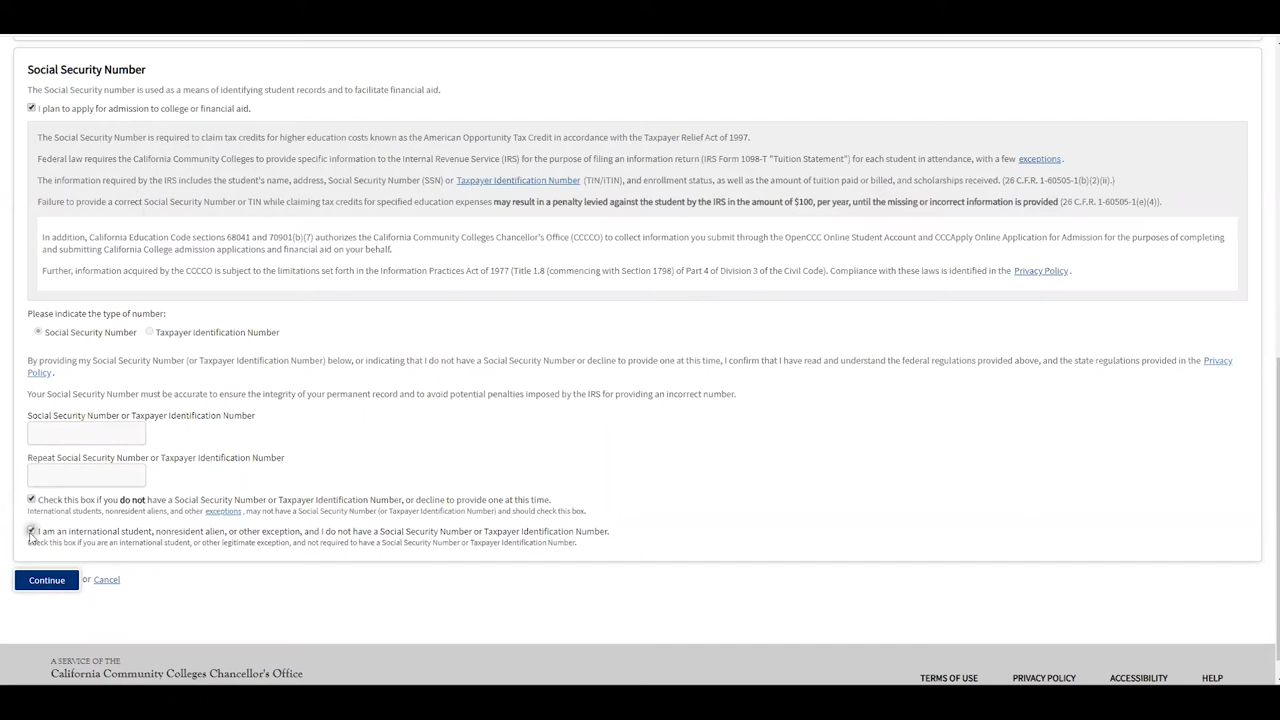 Social Security Number
The Social Security number is used as a means of identifying student records and to facilitate financial aid.
I plan to apply for admission to college or financial aid.
The Social Security Number is required to claim tax credits for higher education costs known as the American Opportunity Tax Credit in accordance with the Taxpayer Relief Act of 1997.
Federal law requires the California Community Colleges to provide specific information to the Internal Revenue Service (IRS) for the purpose of filing an information return (IRS Form 1098-T "Tuition Statement") for each student in attendance, with a few exceptions.
The information required by the IRS includes the student's name, address, Social Security Number (SSN) or Taxpayer Identification Number (TIN/iTIN), and enrollment status, as well as the amount of tuition paid or billed, and scholarships received. (26 C.F.R. 1-60505-1(b)(2)(ii).)
Failure to provide a correct Social Security Number or TIN while claiming tax credits for specified education expenses may result in a penalty levied against the student by the IRS in the amount of $100, per year, until the missing or incorrect information is provided (26 C.F.R. 1-60505-1(e)(4)).
In addition, California Education Code sections 68041 and 70901(b)(7) authorizes the California Community Colleges Chancellor's Office (CCCCO) to collect information you submit through the OpenCCC Online Student Account and CCCApply Online Application for Admission for the purposes of completing
and submitting California College admission applications and financial aid on your behalf.
Further, information acquired by the CCCCO is subject to the limitations set forth in the Information Practices Act of 1977 (Title 1.8 (commencing with Section 1798) of Part 4 of Division 3 of the Civil Code). Compliance with these laws is identified in the Privacy Policy.
Please indicate the type of number:
Social Security Number Taxpayer Identification Number
By providing my Social Security Number (or Taxpayer Identification Number) below, or indicating that I do not have a Social Security Number or decline to provide one at this time, I confirm that I have read and understand the federal regulations provided above, and the state regulations provided in the Privacy
Policy.
Your Social Security Number must be accurate to ensure the integrity of your permanent record and to avoid potential penalties imposed by the IRS for providing an incorrect number.
Social Security Number or Taxpayer Identification Number
Repeat Social Security Number or Taxpayer Identification Number
Check this box if you do not have a Social Security Number or Taxpayer Identification Number, or decline to provide one at this time.
International students, nonresident aliens, and other exceptions, may not have a Social Security Number (or Taxpayer Identification Number) and should check this box.
I am an international student, nonresident alien, or other exception, and I do not have a Social Security Number or Taxpayer Identification Number.
Check this box if you are an international student, or other legitimate exception, and not required to have a Social Security Number or Taxpayer Identification Number.
Continue or Cancel
A SERVICE OF THE
California Community Colleges Chancellor's Office
TERMS OF USE PRIVACY POLICY ACCESSIBILITY HELP